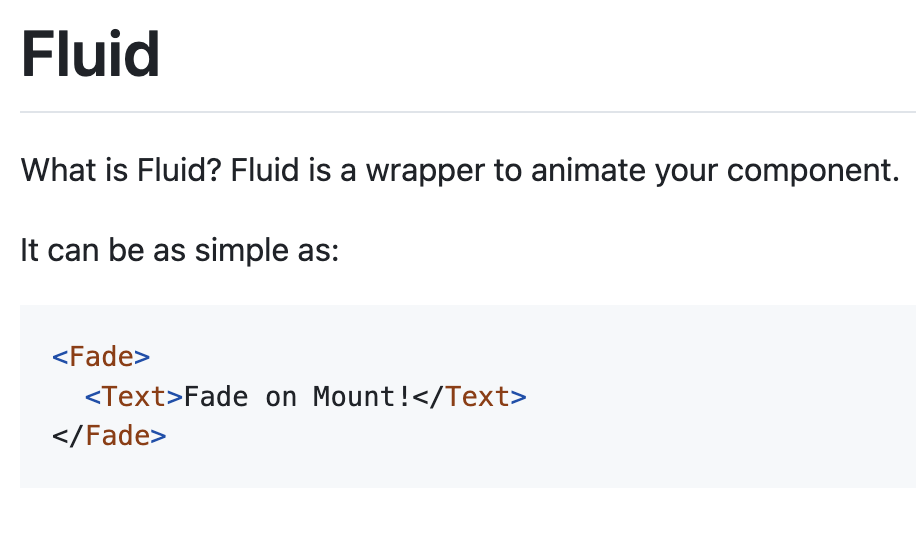 Fluid
What is Fluid? Fluid is a wrapper to animate your component.
It can be as simple as:
<Fade>
  <Text>Fade on Mount!</Text>
</Fade>